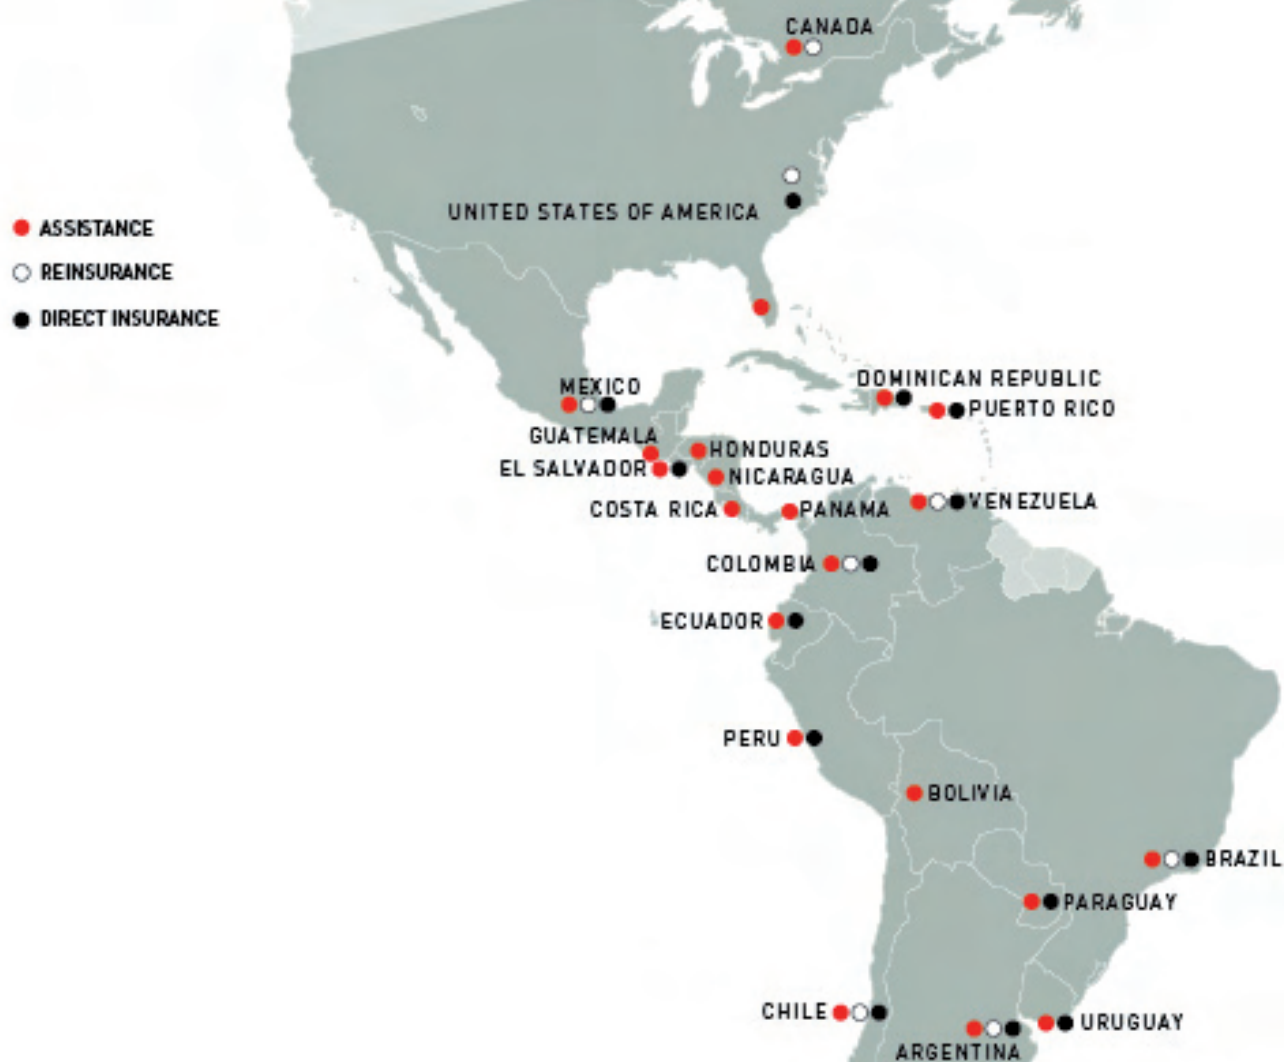 CANADA
UNITED STATES OF AMERICA
ASSISTANCE
REINSURANCE
DIRECT INSURANCE
MEXICO
DOMINICAN REPUBLIC
PUERTO RICO
GUATEMALA
HONDURAS
EL SALVADOR
NICARAGUA
COSTA RICA
PANAMA
VENEZUELA
COLOMBIA
ECUADOR
PERU
BOLIVIA
BRAZIL
PARAGUAY
CHILE
URUGUAY
ARGENTINA